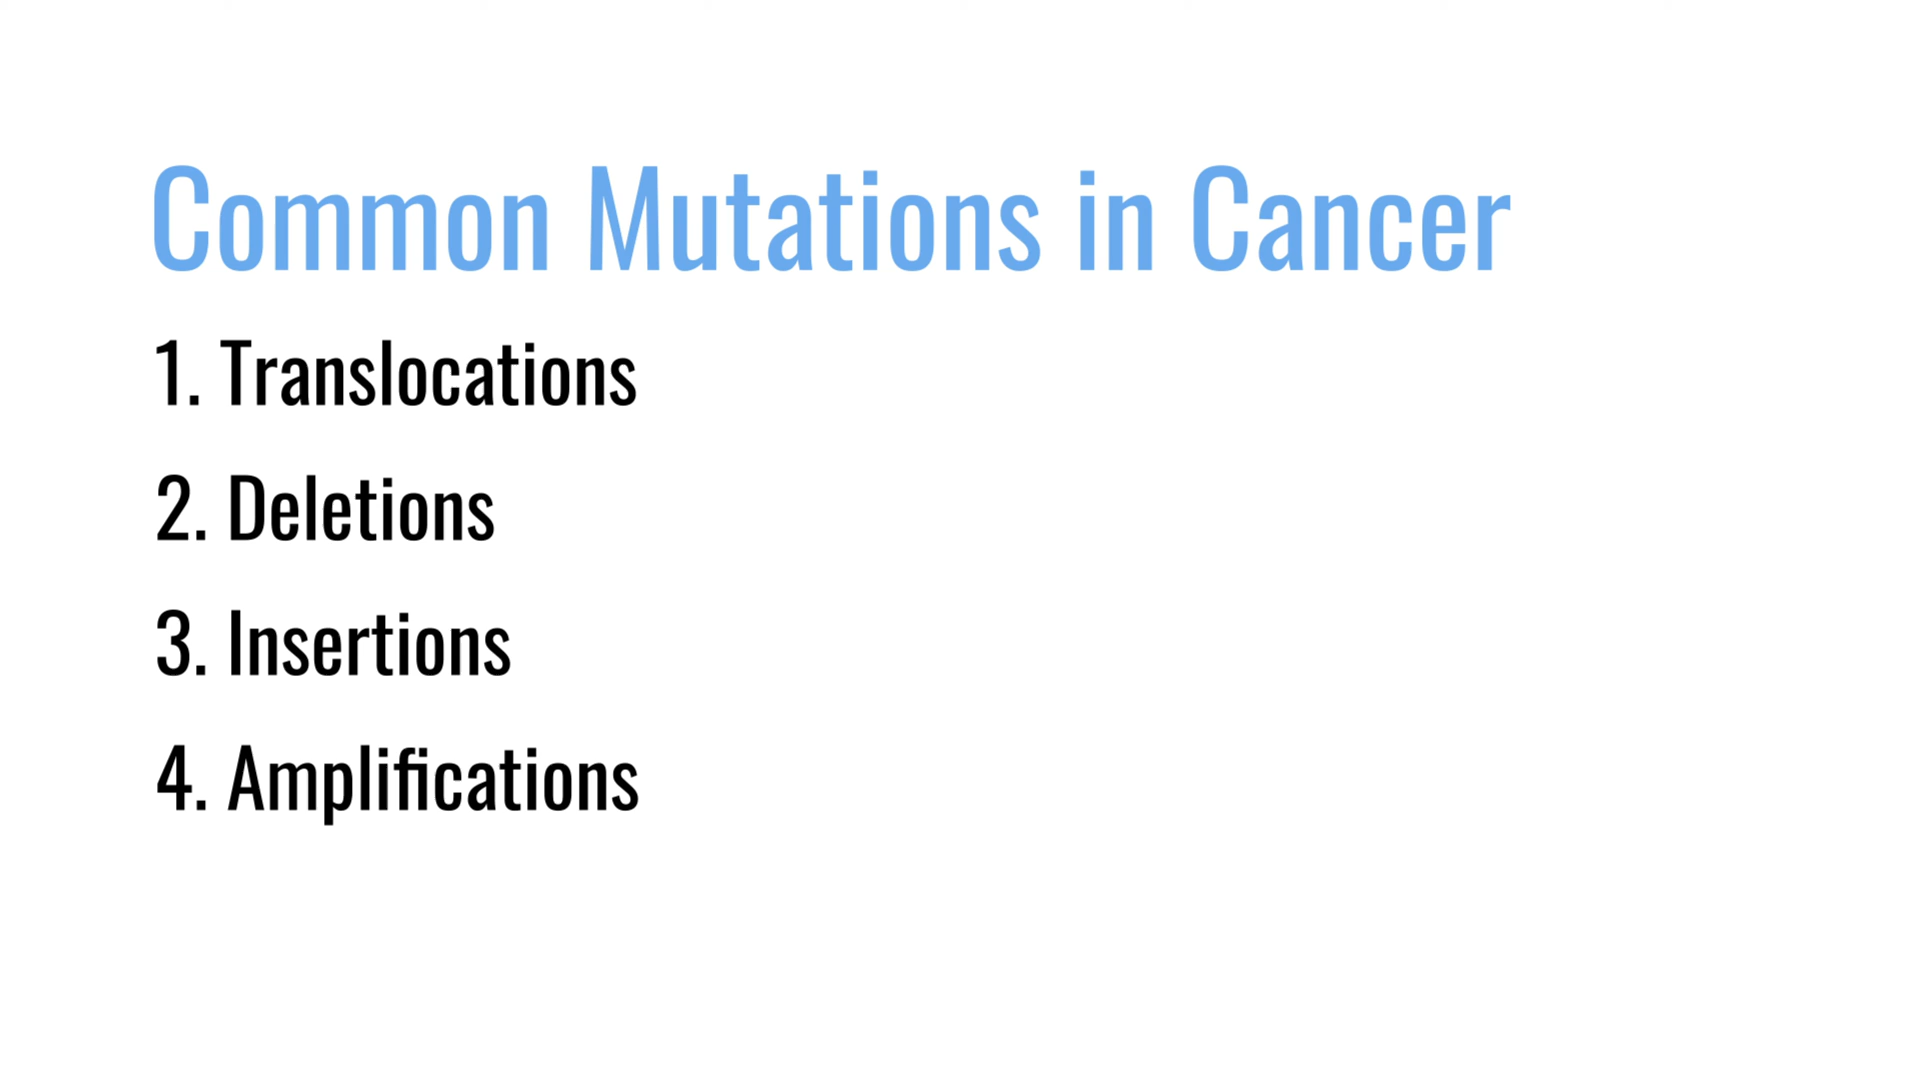 Common Mutations in Cancer
1. Translocations
2. Deletions
3. Insertions
4. Amplifications